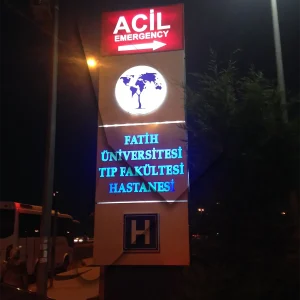 ACİL
EMERGENCY
FATİH
ÜNİVERSİTESİ
TIP FAKÜLTESİ
HASTANESİ
H